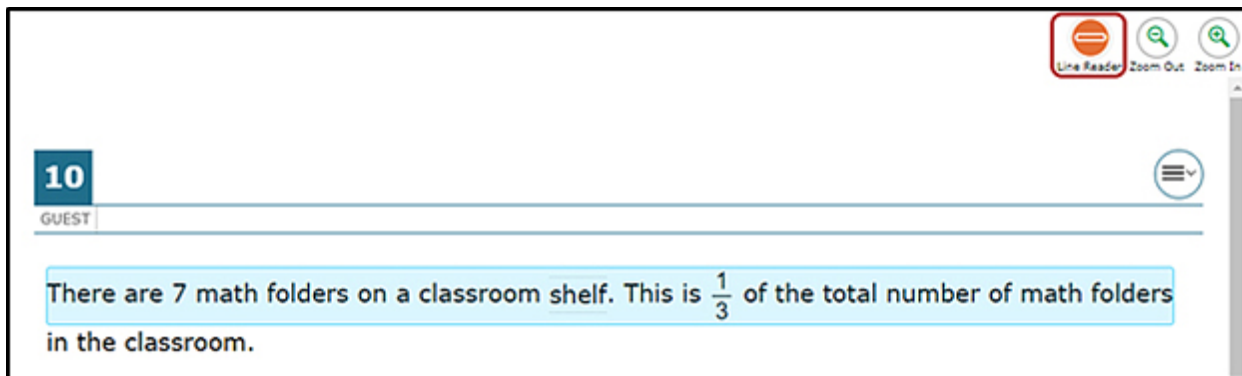 Line Reader Zoom Out Zoom In
10
GUEST
There are 7 math folders on a classroom shelf. This is 1/3 of the total number of math folders
in the classroom.